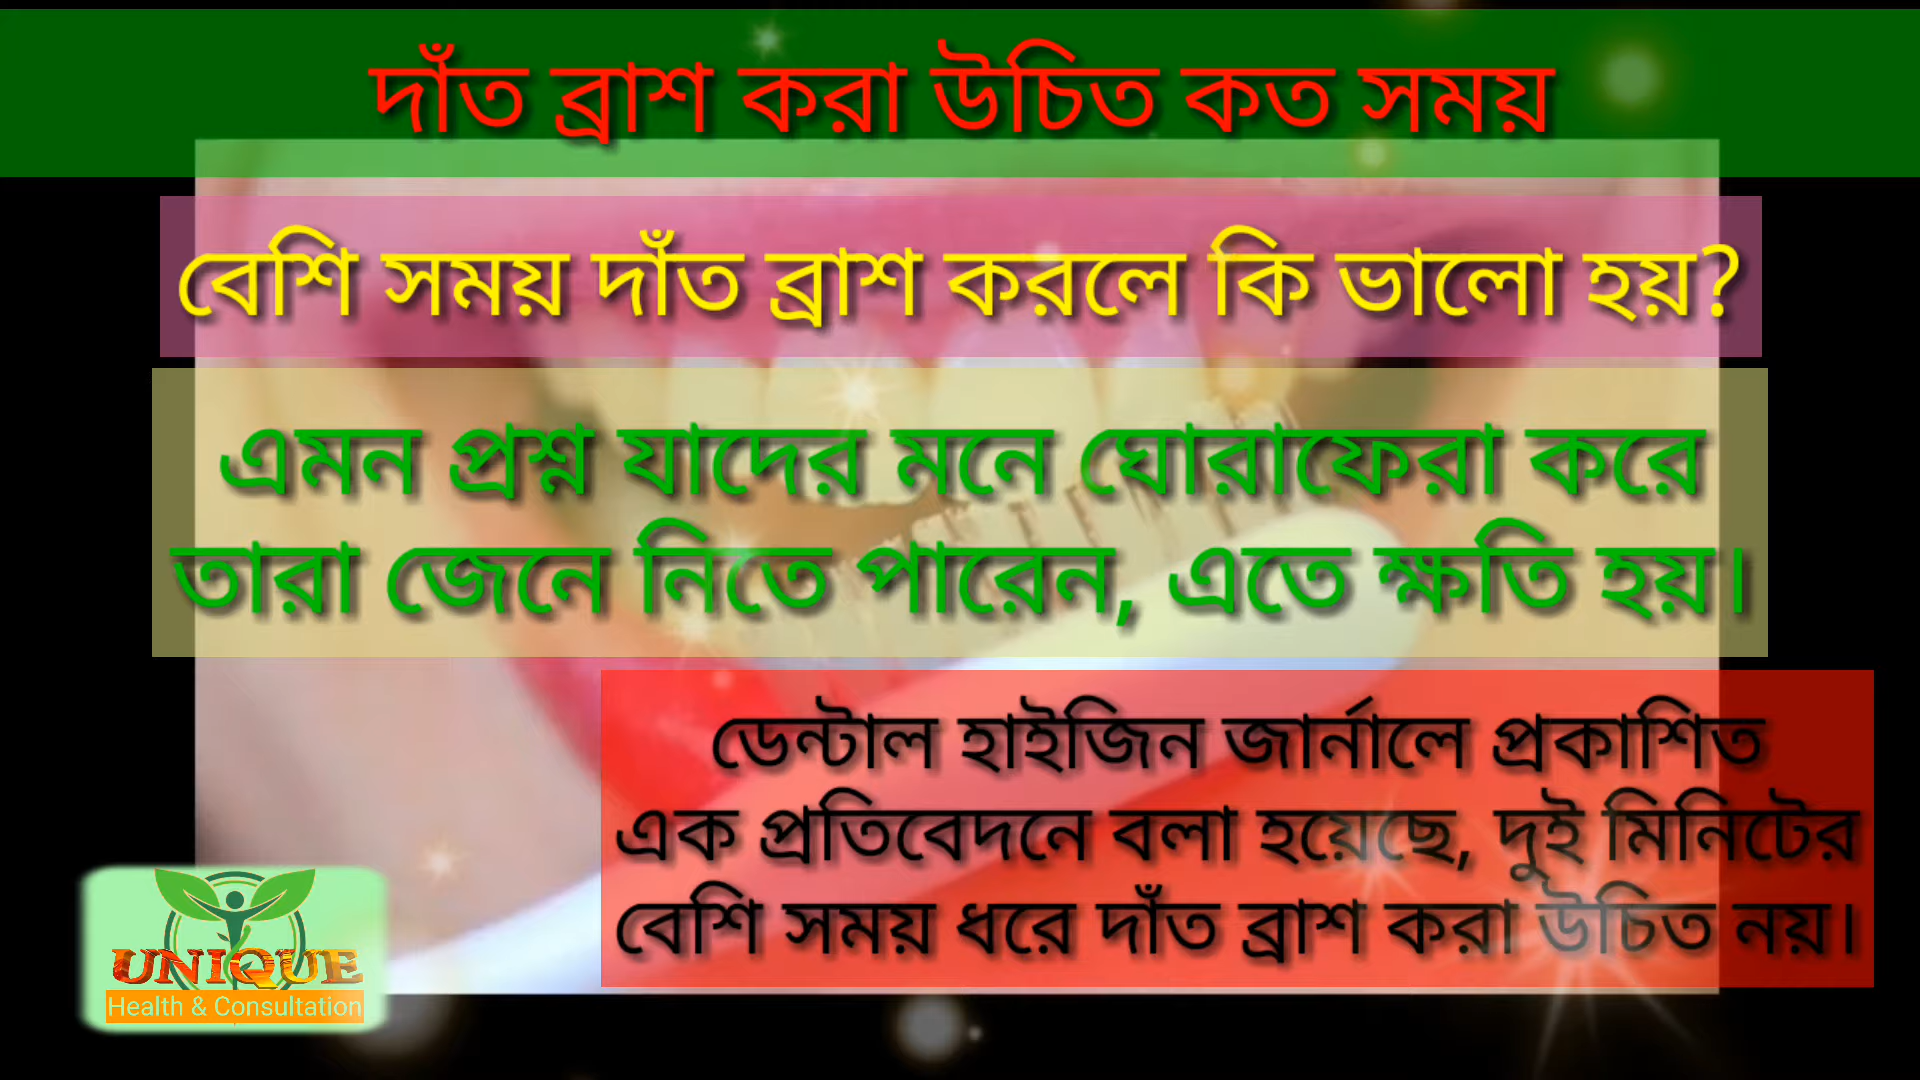 দাঁত ব্রাশ করা উচিত কত সময়
বেশি সময় দাঁত ব্রাশ করলে কি ভালো হয়?
এমন প্রশ্ন যাদের মনে ঘোরাফেরা করে
তারা জেনে নিতে পারেন, এতে ক্ষতি হয়।
ডেন্টাল হাইজিন জার্নালে প্রকাশিত
এক প্রতিবেদনে বলা হয়েছে, দুই মিনিটের
বেশি সময় ধরে দাঁত ব্রাশ করা উচিত নয়।
UNIQUE
Health & Consultation